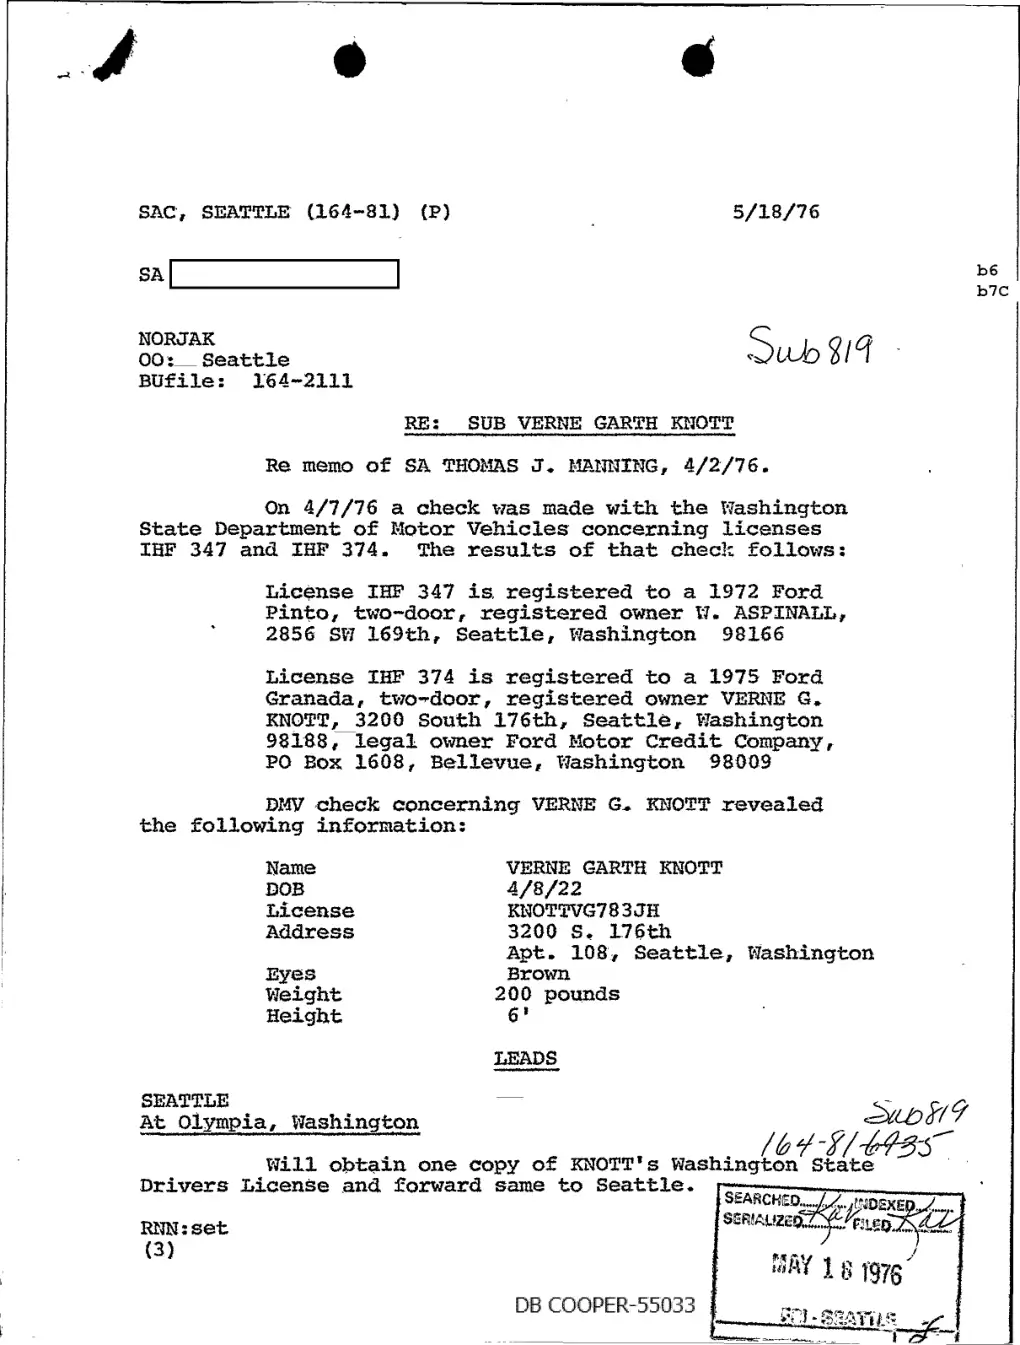 SAC, SEATTLE (164-81) (P) 5/18/76
SA
b6
b7C
NORJAK
OO: Seattle
BUfile: 164-2111
Sub 819
RE: SUB VERNE GARTH KNOTT
Re memo of SA THOMAS J. MANNING, 4/2/76.
On 4/7/76 a check was made with the Washington
State Department of Motor Vehicles concerning licenses
IHF 347 and IHF 374. The results of that check follows:
License IHF 347 is registered to a 1972 Ford
Pinto, two-door, registered owner W. ASPINALL,
2856 SW 169th, Seattle, Washington 98166
License IHF 374 is registered to a 1975 Ford
Granada, two-door, registered owner VERNE G.
KNOTT, 3200 South 176th, Seattle, Washington
98188, legal owner Ford Motor Credit Company,
PO Box 1608, Bellevue, Washington 98009
DMV check concerning VERNE G. KNOTT revealed
the following information:
Name VERNE GARTH KNOTT
DOB 4/8/22
License KNOTTVG783JH
Address 3200 S. 176th
Apt. 108, Seattle, Washington
Eyes Brown
Weight 200 pounds
Height 6'
LEADS
SEATTLE
At Olympia, Washington
Sub 819
164-81-6935
Will obtain one copy of KNOTT's Washington State
Drivers License and forward same to Seattle.
SEARCHED INDEXED
SERIALIZED FILED
RNN:set
(3)
MAY 18 1976
FBI - SEATTLE
DB COOPER-55033